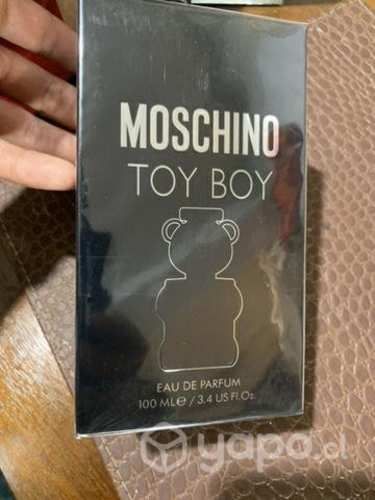 MOSCHINO
TOY BOY
EAU DE PARFUM
100 ML℮ / 3.4 US Fl.Oz.
yapo.cl